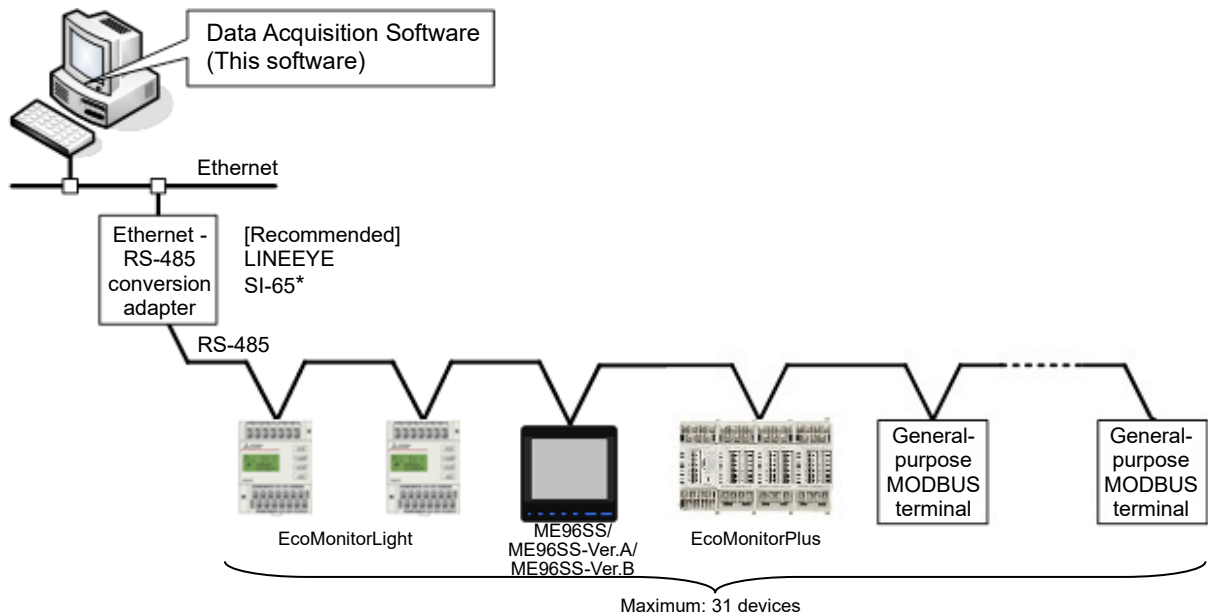 Data Acquisition Software
(This software)
Ethernet
Ethernet -
RS-485
conversion
adapter
[Recommended]
LINEEYE
SI-65*
RS-485
EcoMonitorLight
ME96SS/
ME96SS-Ver.A/
ME96SS-Ver.B
EcoMonitorPlus
General-
purpose
MODBUS
terminal
General-
purpose
MODBUS
terminal
Maximum: 31 devices